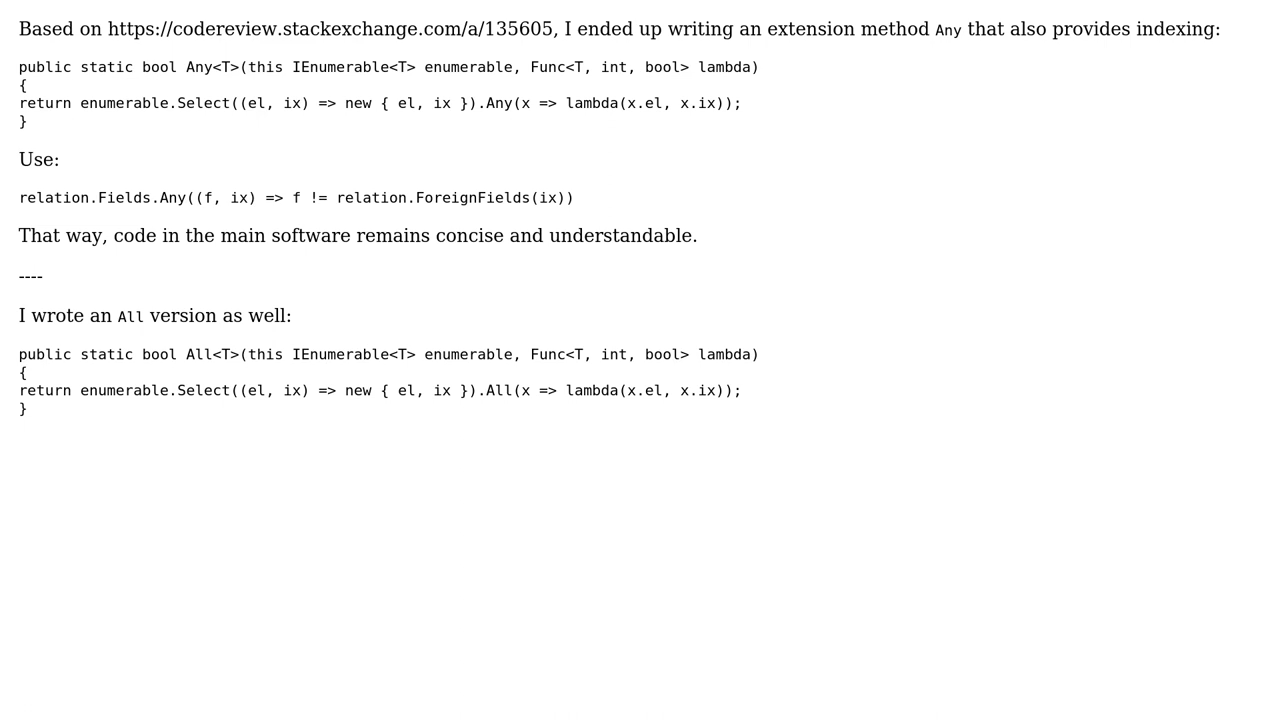 Based on https://codereview.stackexchange.com/a/135605, I ended up writing an extension method Any that also provides indexing:
public static bool Any<T>(this IEnumerable<T> enumerable, Func<T, int, bool> lambda)
{
return enumerable.Select((el, ix) => new { el, ix }).Any(x => lambda(x.el, x.ix));
}
Use:
relation.Fields.Any((f, ix) => f != relation.ForeignFields(ix))
That way, code in the main software remains concise and understandable.
----
I wrote an All version as well:
public static bool All<T>(this IEnumerable<T> enumerable, Func<T, int, bool> lambda)
{
return enumerable.Select((el, ix) => new { el, ix }).All(x => lambda(x.el, x.ix));
}